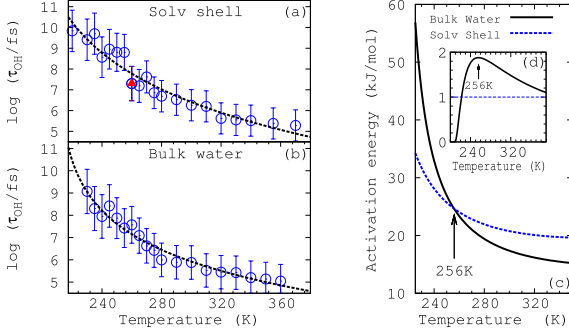 Solv shell (a)
log (τOH/fs)
11
10
9
8
7
6
5
Bulk water (b)
log (τOH/fs)
11
10
9
8
7
6
5
240 280 320 360
Temperature (K)
Bulk Water
Solv Shell
Activation energy (kJ/mol)
60
50
40
30
20
10
240 280 320
Temperature (K)
256K
(c)
(d)
2
1
0
256K
240 320
Temperature (K)